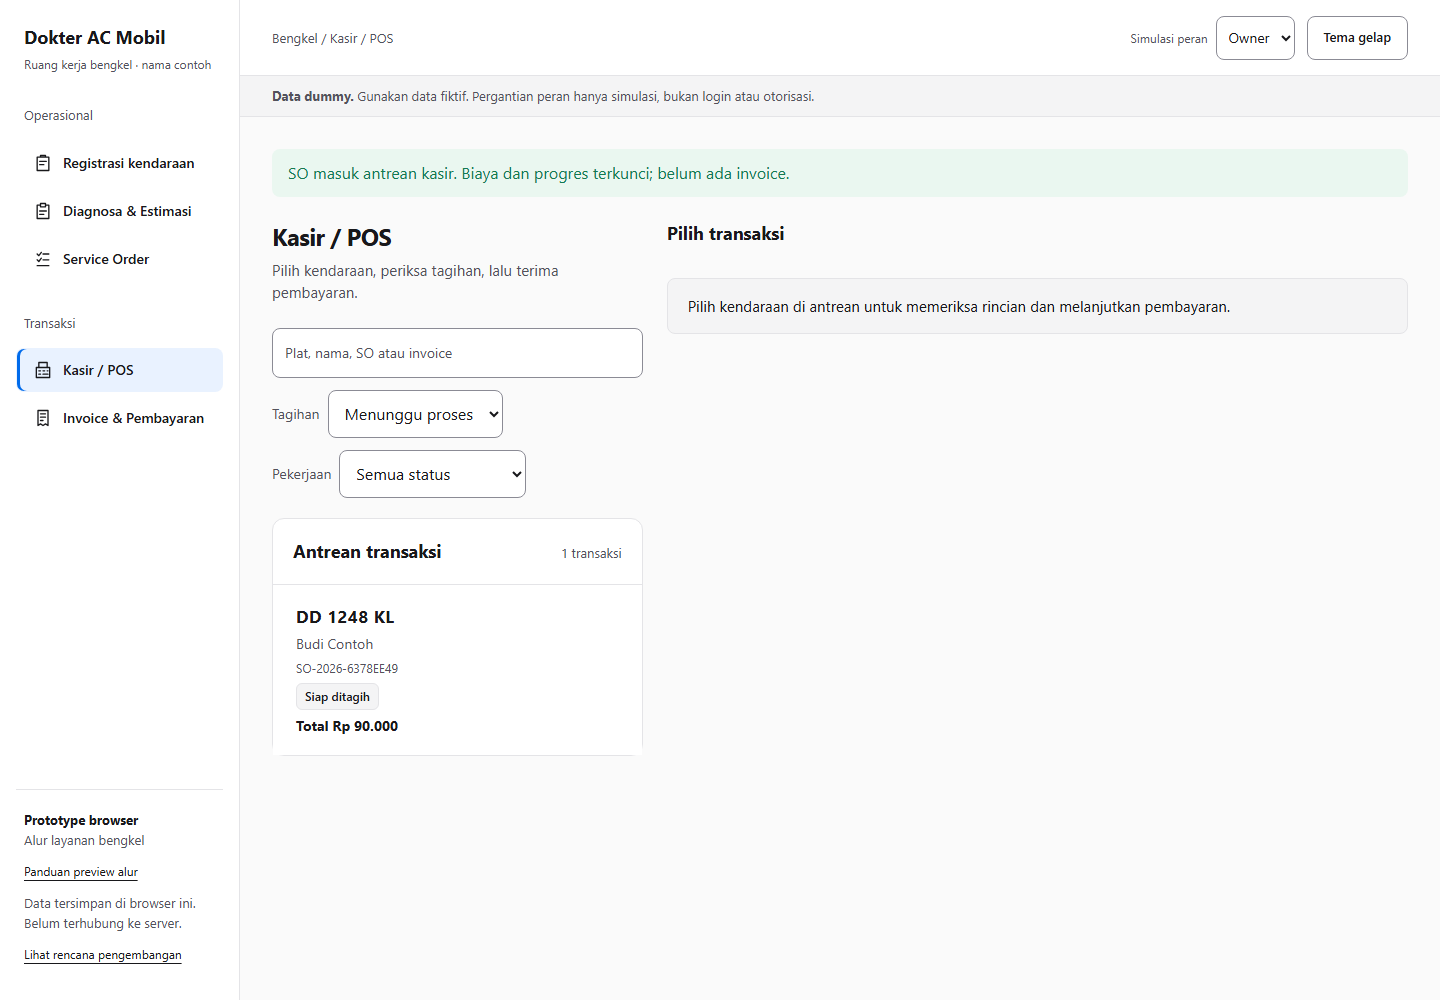 Dokter AC Mobil
Ruang kerja bengkel · nama contoh
Operasional
Registrasi kendaraan
Diagnosa & Estimasi
Service Order
Transaksi
Kasir / POS
Invoice & Pembayaran
Prototype browser
Alur layanan bengkel
Panduan preview alur
Data tersimpan di browser ini.
Belum terhubung ke server.
Lihat rencana pengembangan
Bengkel / Kasir / POS
Simulasi peran
Owner
Tema gelap
Data dummy. Gunakan data fiktif. Pergantian peran hanya simulasi, bukan login atau otorisasi.
SO masuk antrean kasir. Biaya dan progres terkunci; belum ada invoice.
Kasir / POS
Pilih kendaraan, periksa tagihan, lalu terima
pembayaran.
Plat, nama, SO atau invoice
Tagihan
Menunggu proses
Pekerjaan
Semua status
Antrean transaksi
1 transaksi
DD 1248 KL
Budi Contoh
SO-2026-6378EE49
Siap ditagih
Total Rp 90.000
Pilih transaksi
Pilih kendaraan di antrean untuk memeriksa rincian dan melanjutkan pembayaran.